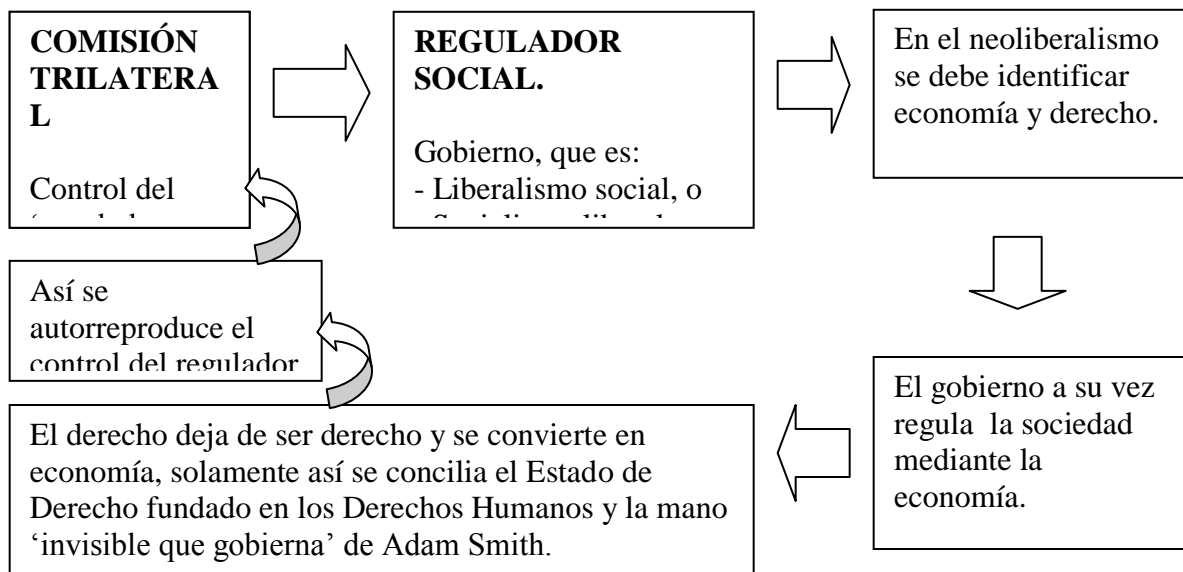 COMISIÓN
TRILATERA
L
Control del
REGULADOR
SOCIAL.
Gobierno, que es:
- Liberalismo social, o
En el neoliberalismo
se debe identificar
economía y derecho.
El gobierno a su vez
regula la sociedad
mediante la
economía.
El derecho deja de ser derecho y se convierte en
economía, solamente así se concilia el Estado de
Derecho fundado en los Derechos Humanos y la mano
‘invisible que gobierna’ de Adam Smith.
Así se
autorreproduce el
control del regulador